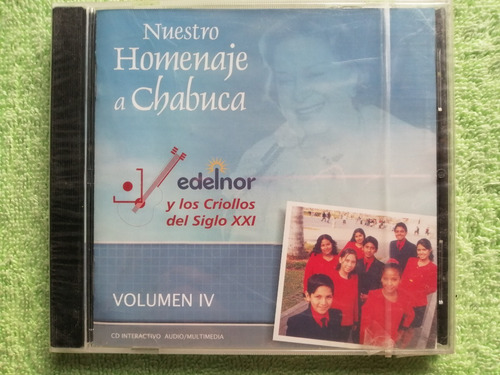 Nuestro
Homenaje
a Chabuca
edelnor
y los Criollos
del Siglo XXI
VOLUMEN IV
CD INTERACTIVO AUDIO/MULTIMEDIA